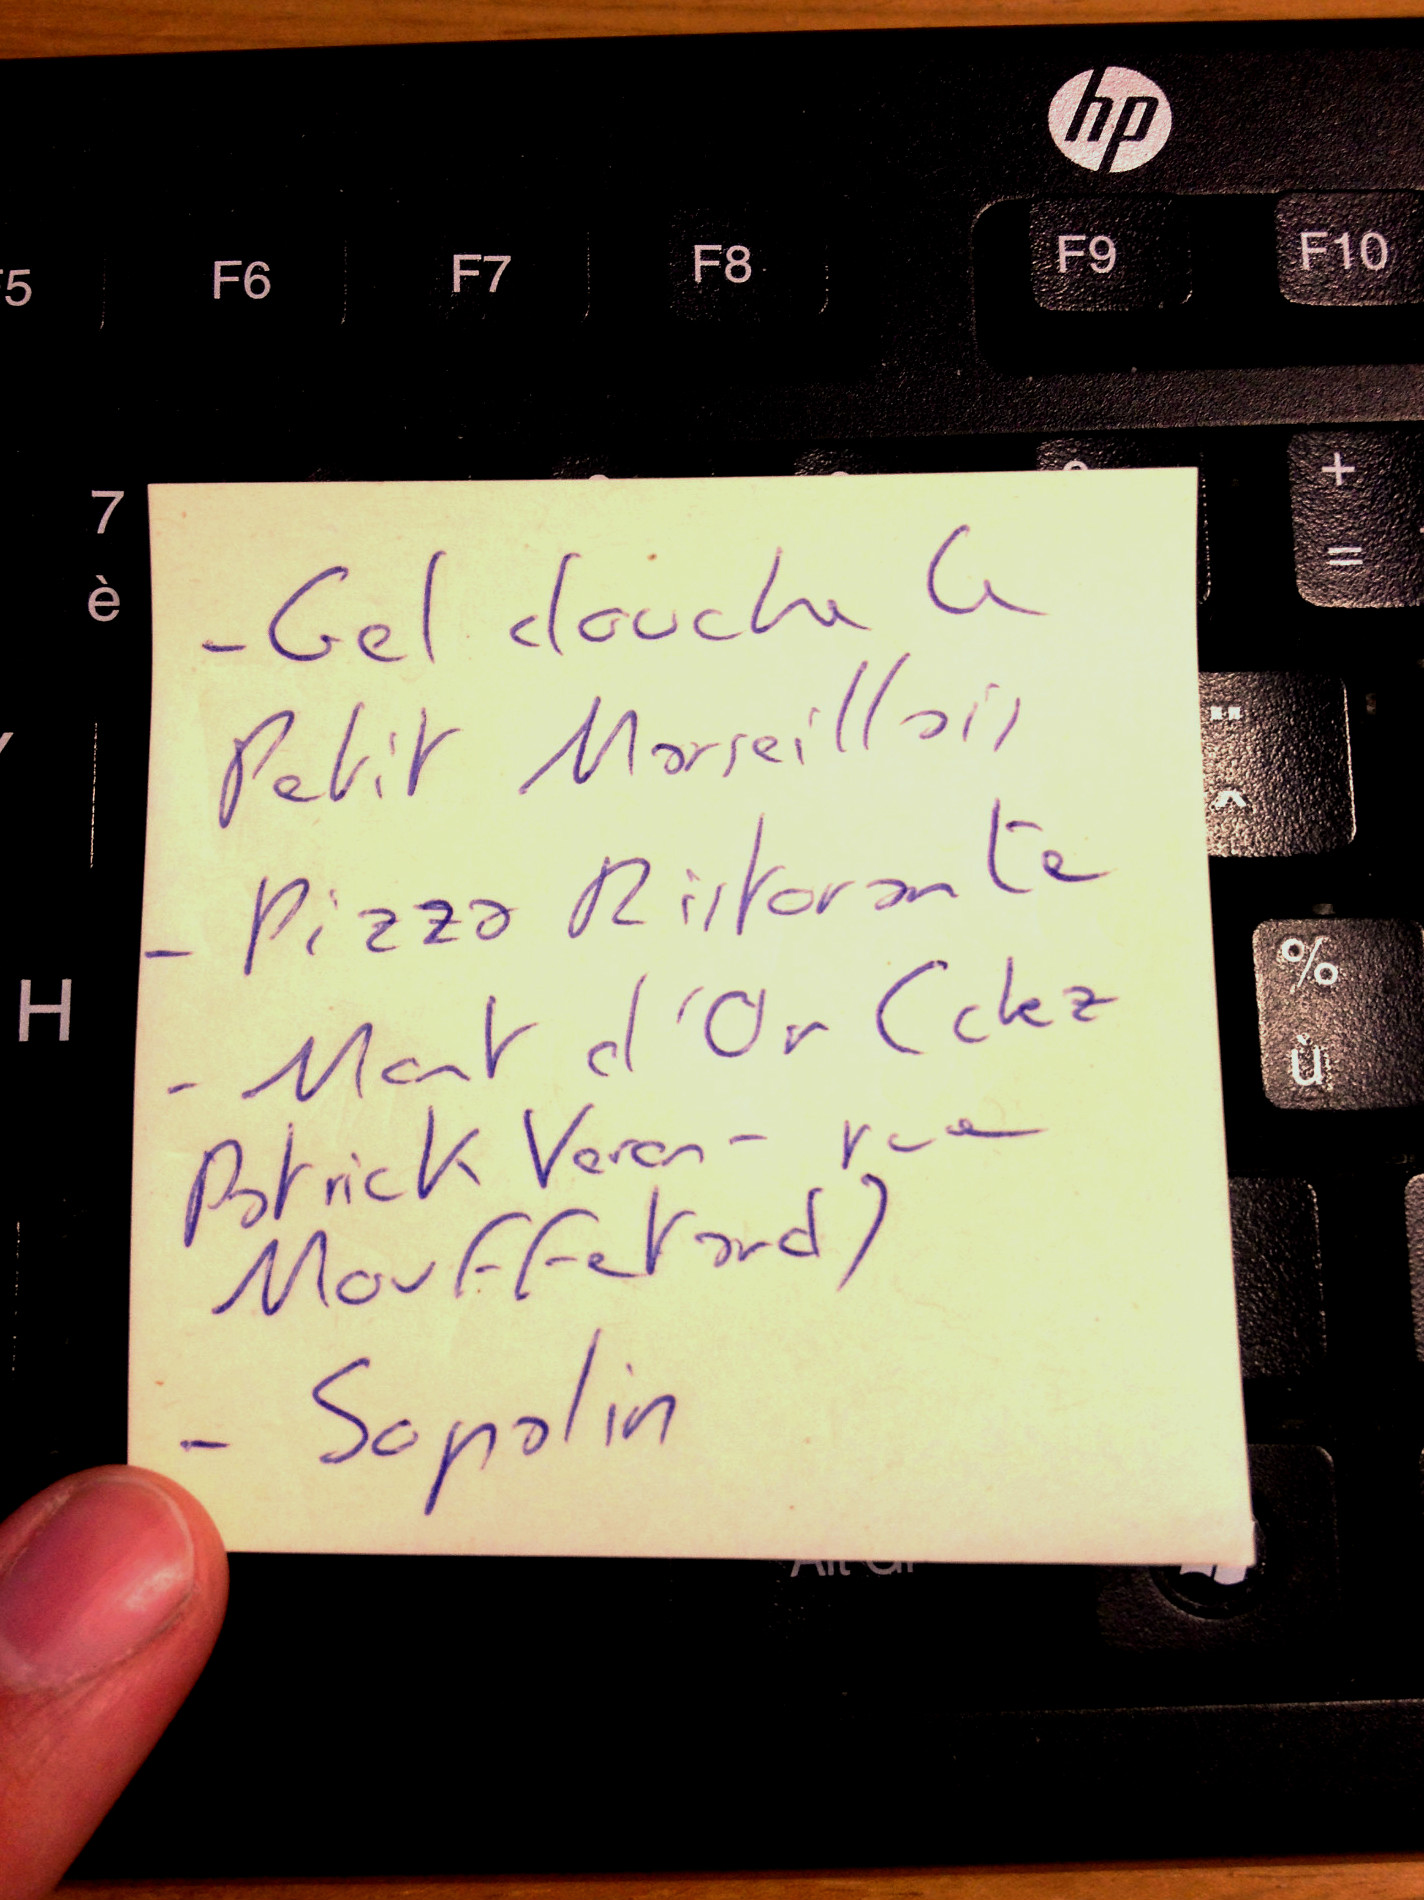 hp
F5 F6 F7 F8 F9 F10
7
è
+
=
¨
^
%
ù
H
- Gel douche Le
Petit Marseillais
- Pizza Ristorante
- Mont d'Or (chez
Patrick Veron - rue
Mouffetard)
- Sopalin
Alt Gr